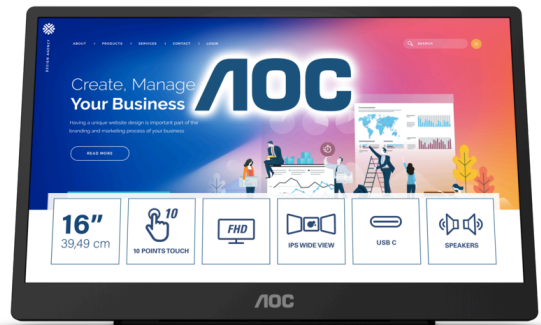 DESIGN AGENCY
ABOUT | PRODUCTS | SERVICES | CONTACT | LOGIN
SEARCH
Create, Manage
Your Business
AOC
Having a unique website design is important part of the
branding and marketing process of your business
READ MORE
16”
39,49 cm
10
10 POINTS TOUCH
FHD
IPS WIDE VIEW
USB C
SPEAKERS
AOC